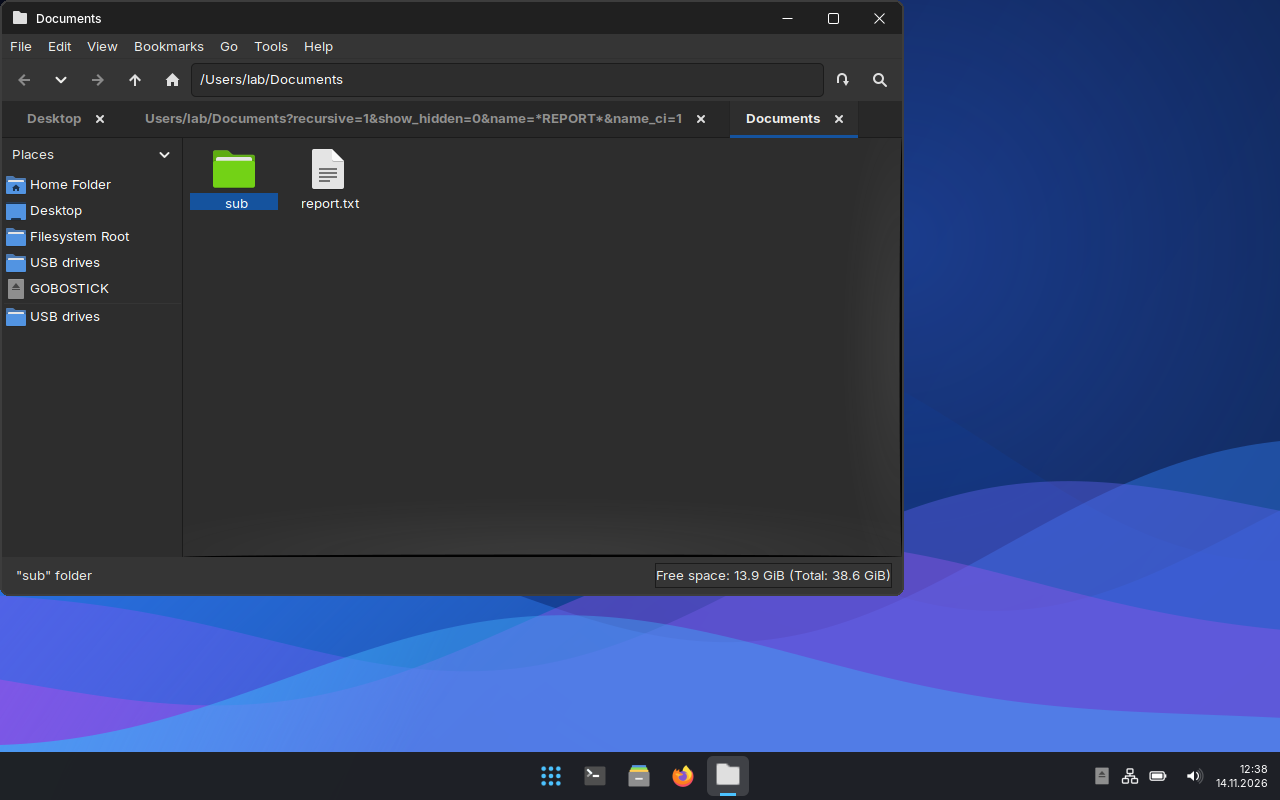 Documents
File Edit View Bookmarks Go Tools Help
/Users/lab/Documents
Desktop Users/lab/Documents?recursive=1&show_hidden=0&name=*REPORT*&name_ci=1 Documents
Places
Home Folder
Desktop
Filesystem Root
USB drives
GOBOSTICK
USB drives
sub report.txt
"sub" folder Free space: 13.9 GiB (Total: 38.6 GiB)
12:38
14.11.2026